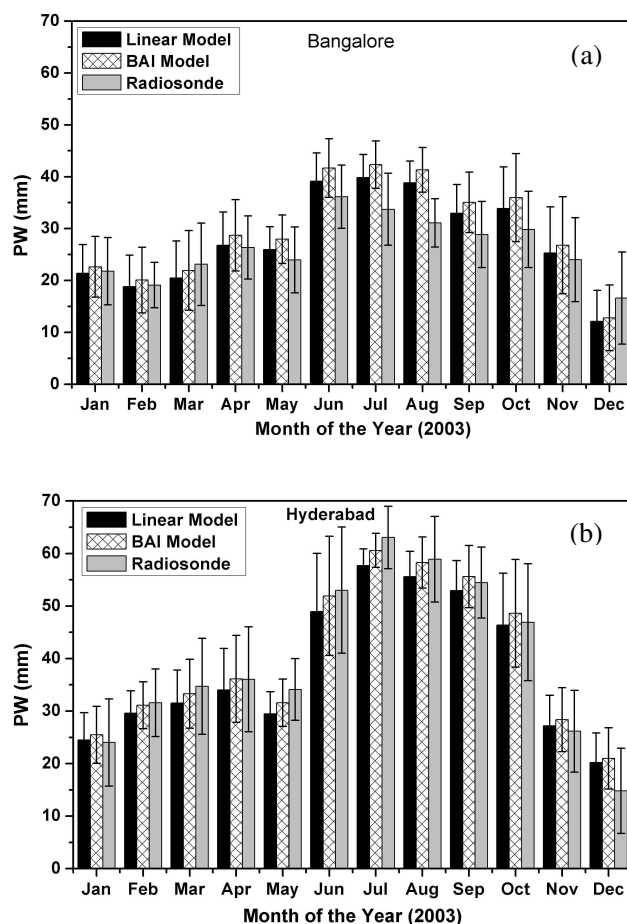 70
60
50
40
30
20
10
0
PW (mm)
Linear Model
BAI Model
Radiosonde
Bangalore
(a)
Jan Feb Mar Apr May Jun Jul Aug Sep Oct Nov Dec
Month of the Year (2003)
70
60
50
40
30
20
10
0
PW (mm)
Linear Model
BAI Model
Radiosonde
Hyderabad
(b)
Jan Feb Mar Apr May Jun Jul Aug Sep Oct Nov Dec
Month of the Year (2003)